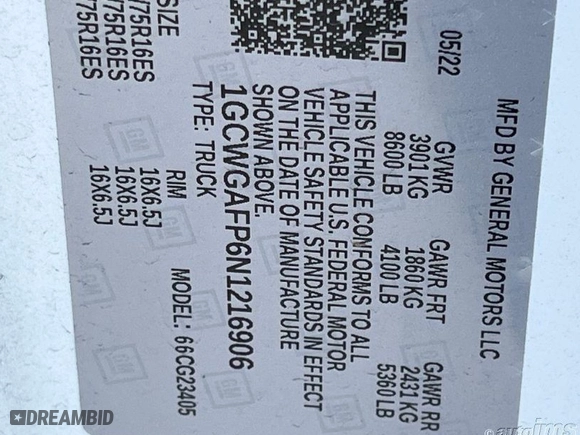 MFD BY GENERAL MOTORS LLC
05/22
GVWR GAWR FRT GAWR RR
3901 KG 1860 KG 2431 KG
8600 LB 4100 LB 5360 LB
THIS VEHICLE CONFORMS TO ALL
APPLICABLE U.S. FEDERAL MOTOR
VEHICLE SAFETY STANDARDS IN EFFECT
ON THE DATE OF MANUFACTURE
SHOWN ABOVE.
1GCWGAFP6N1216906
TYPE: TRUCK MODEL: 66CG23405
SIZE RIM
/75R16ES 16X6.5J
/75R16ES 16X6.5J
/75R16ES 16X6.5J
GM
DREAMBID
autoims